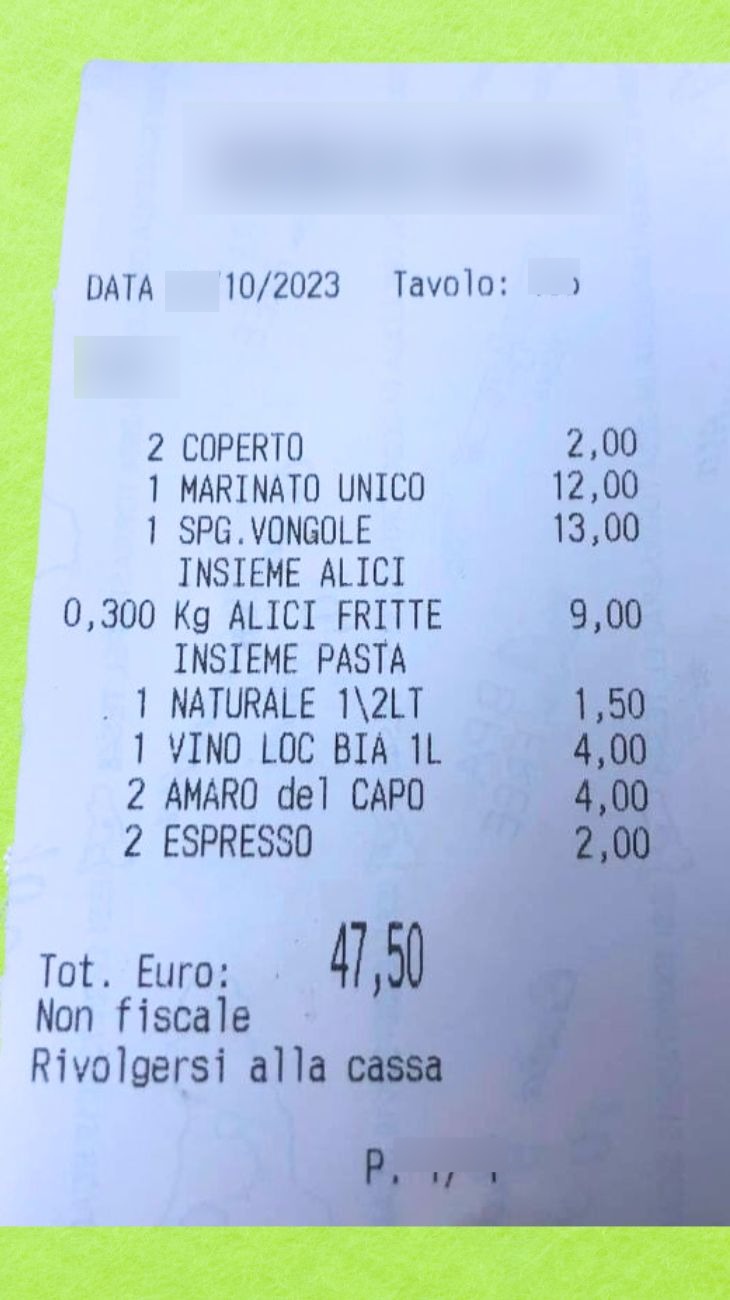 DATA 10/2023 Tavolo:
2 COPERTO 2,00
1 MARINATO UNICO 12,00
1 SPG.VONGOLE 13,00
INSIEME ALICI
0,300 Kg ALICI FRITTE 9,00
INSIEME PASTA
1 NATURALE 1\2LT 1,50
1 VINO LOC BIA 1L 4,00
2 AMARO del CAPO 4,00
2 ESPRESSO 2,00
Tot. Euro: 47,50
Non fiscale
Rivolgersi alla cassa
P.